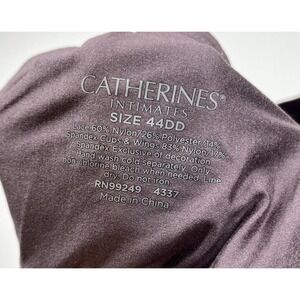 CATHERINES®
INTIMATES
SIZE 44DD
Lace 60% Nylon/26% Polyester 14%
Spandex Cups & Wings 83% Nylon 17%
Spandex Exclusive of decoration
Hand wash cold separately. Only
non-chlorine bleach when needed. Line
dry. Do not iron.
RN99249 4337
Made in China